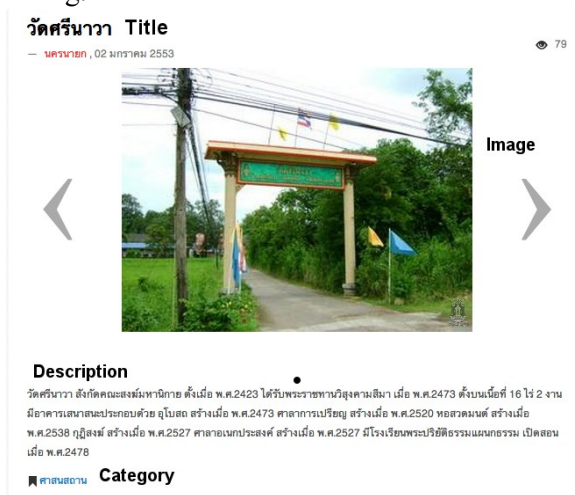 วัดศรีนาวา Title
— นครนายก , 02 มกราคม 2553
79
Image
Description
วัดศรีนาวา สังกัดคณะสงฆ์มหานิกาย ตั้งเมื่อ พ.ศ.2423 ได้รับพระราชทานวิสุงคามสีมา เมื่อ พ.ศ.2473 ตั้งบนเนื้อที่ 16 ไร่ 2 งาน
มีอาคารเสนาสนะประกอบด้วย อุโบสถ สร้างเมื่อ พ.ศ.2473 ศาลาการเปรียญ สร้างเมื่อ พ.ศ.2520 หอสวดมนต์ สร้างเมื่อ
พ.ศ.2538 กุฏิสงฆ์ สร้างเมื่อ พ.ศ.2527 ศาลาอเนกประสงค์ สร้างเมื่อ พ.ศ.2527 มีโรงเรียนพระปริยัติธรรมแผนกธรรม เปิดสอน
เมื่อ พ.ศ.2478
ศาสนสถาน Category